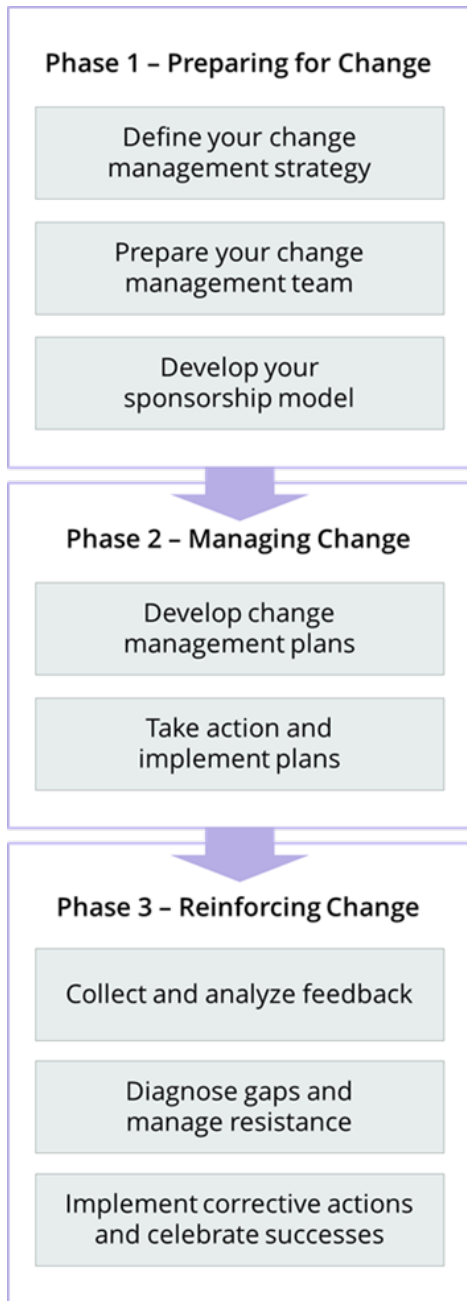 Phase 1 – Preparing for Change
Define your change
management strategy
Prepare your change
management team
Develop your
sponsorship model
Phase 2 – Managing Change
Develop change
management plans
Take action and
implement plans
Phase 3 – Reinforcing Change
Collect and analyze feedback
Diagnose gaps and
manage resistance
Implement corrective actions
and celebrate successes